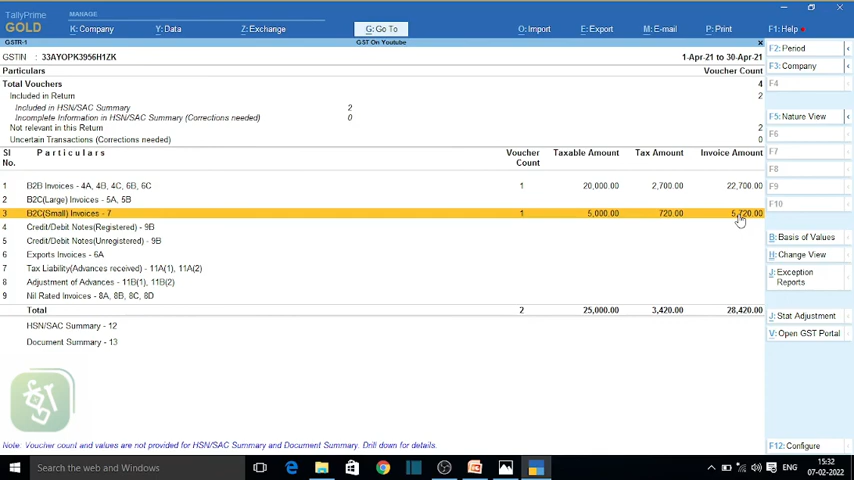 TallyPrime MANAGE
GOLD K: Company Y: Data Z: Exchange G: Go To O: Import E: Export M: E-mail P: Print F1: Help
GSTR-1 GST On Youtube x
GSTIN : 33AYOPK3956H1ZK 1-Apr-21 to 30-Apr-21
Particulars Voucher Count
Total Vouchers 4
Included in Return 2
Included in HSN/SAC Summary 2
Incomplete Information in HSN/SAC Summary (Corrections needed) 0
Not relevant in this Return 2
Uncertain Transactions (Corrections needed) 0
Sl No. Particulars Voucher Count Taxable Amount Tax Amount Invoice Amount
1 B2B Invoices - 4A, 4B, 4C, 6B, 6C 1 20,000.00 2,700.00 22,700.00
2 B2C(Large) Invoices - 5A, 5B
3 B2C(Small) Invoices - 7 1 5,000.00 720.00 5,720.00
4 Credit/Debit Notes(Registered) - 9B
5 Credit/Debit Notes(Unregistered) - 9B
6 Exports Invoices - 6A
7 Tax Liability(Advances received) - 11A(1), 11A(2)
8 Adjustment of Advances - 11B(1), 11B(2)
9 Nil Rated Invoices - 8A, 8B, 8C, 8D
Total 2 25,000.00 3,420.00 28,420.00
HSN/SAC Summary - 12
Document Summary - 13
Note: Voucher count and values are not provided for HSN/SAC Summary and Document Summary. Drill down for details.
F2: Period
F3: Company
F4
F5: Nature View
F6
F7
F8
F9
F10
B: Basis of Values
H: Change View
J: Exception
Reports
J: Stat Adjustment
V: Open GST Portal
F12: Configure
Search the web and Windows
ENG
15:32
07-02-2022